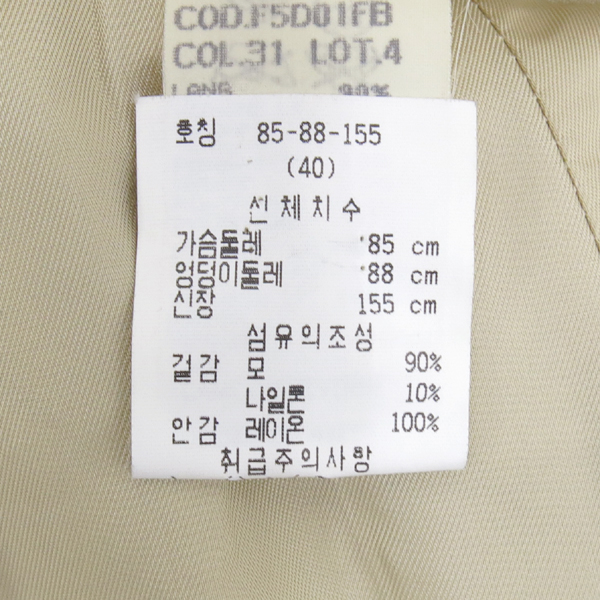 COD.F5D01FB
COL.31 LOT.4
LANG 90%
호칭 85-88-155
(40)
신체치수
가슴둘레 85 cm
엉덩이둘레 88 cm
신장 155 cm
섬유의조성
겉감 모 90%
나일론 10%
안감 레이온 100%
취급주의사항